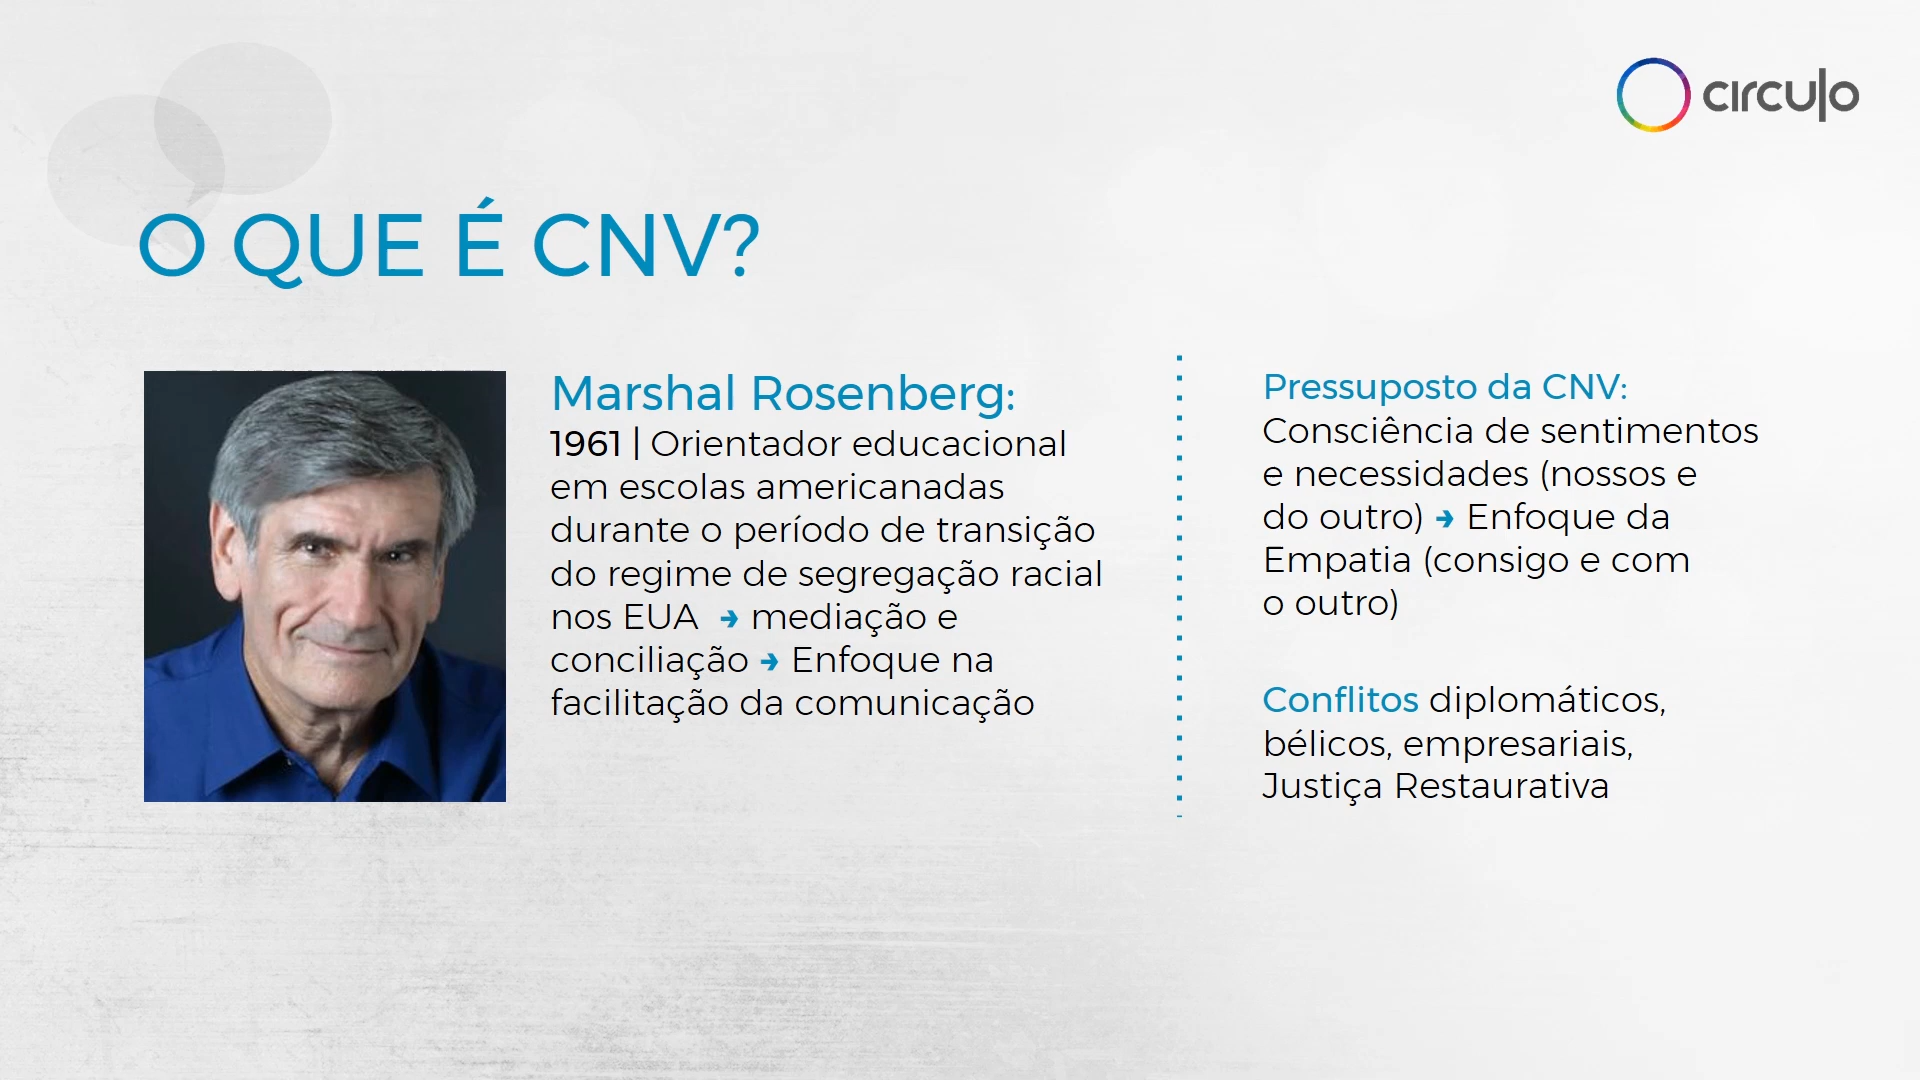 circulo
O QUE É CNV?
Marshal Rosenberg:
1961 | Orientador educacional
em escolas americanadas
durante o período de transição
do regime de segregação racial
nos EUA ➔ mediação e
conciliação ➔ Enfoque na
facilitação da comunicação
Pressuposto da CNV:
Consciência de sentimentos
e necessidades (nossos e
do outro) ➔ Enfoque da
Empatia (consigo e com
o outro)
Conflitos diplomáticos,
bélicos, empresariais,
Justiça Restaurativa